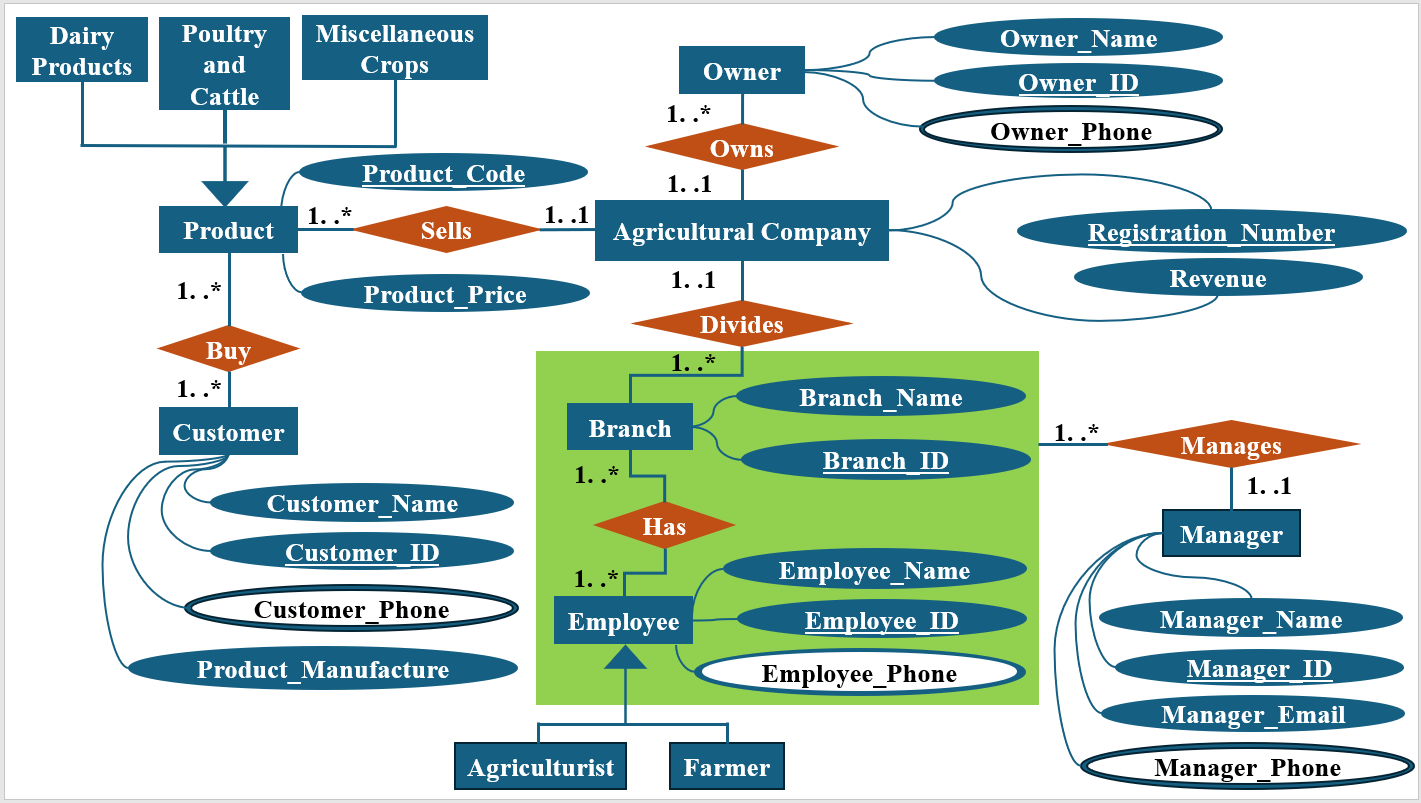 Dairy
Products
Poultry
and
Cattle
Miscellaneous
Crops
Owner
Owner_Name
Owner_ID
Owner_Phone
1. .*
Owns
1. .1
Product_Code
Product
1. .*
Sells
1. .1
Agricultural Company
Registration_Number
Revenue
Product_Price
1. .*
Buy
1. .*
Customer
Customer_Name
Customer_ID
Customer_Phone
Product_Manufacture
1. .1
Divides
1. .*
Branch
Branch_Name
Branch_ID
1. .*
Has
1. .*
Employee
Employee_Name
Employee_ID
Employee_Phone
Agriculturist
Farmer
1. .*
Manages
1. .1
Manager
Manager_Name
Manager_ID
Manager_Email
Manager_Phone